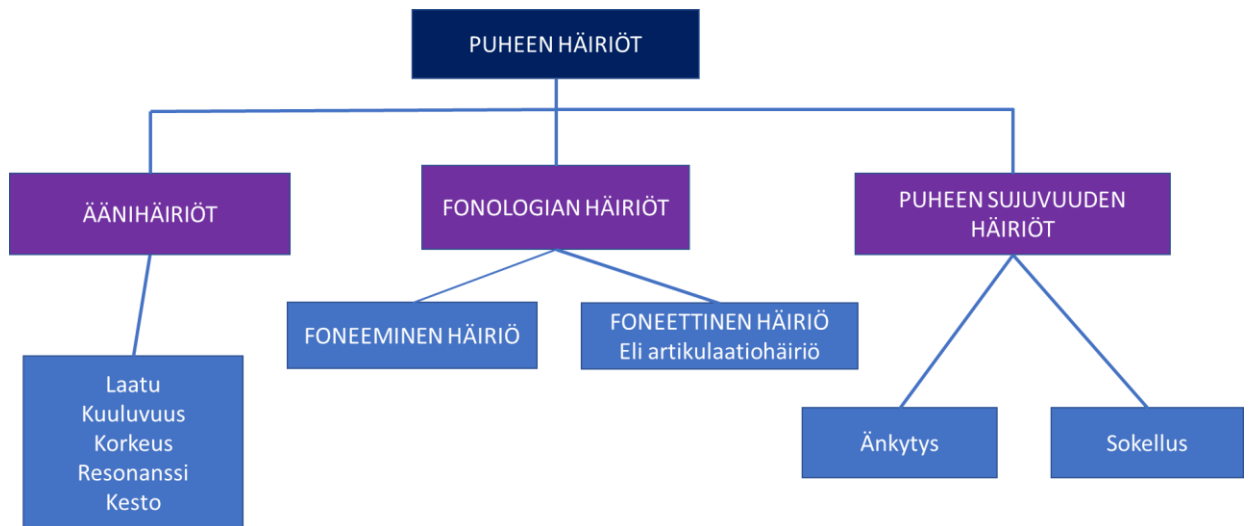 PUHEEN HÄIRIÖT
ÄÄNIHÄIRIÖT
FONOLOGIAN HÄIRIÖT
PUHEEN SUJUVUUDEN
HÄIRIÖT
FONEEMINEN HÄIRIÖ
FONEETTINEN HÄIRIÖ
Eli artikulaatiohäiriö
Laatu
Kuuluvuus
Korkeus
Resonanssi
Kesto
Änkytys
Sokellus